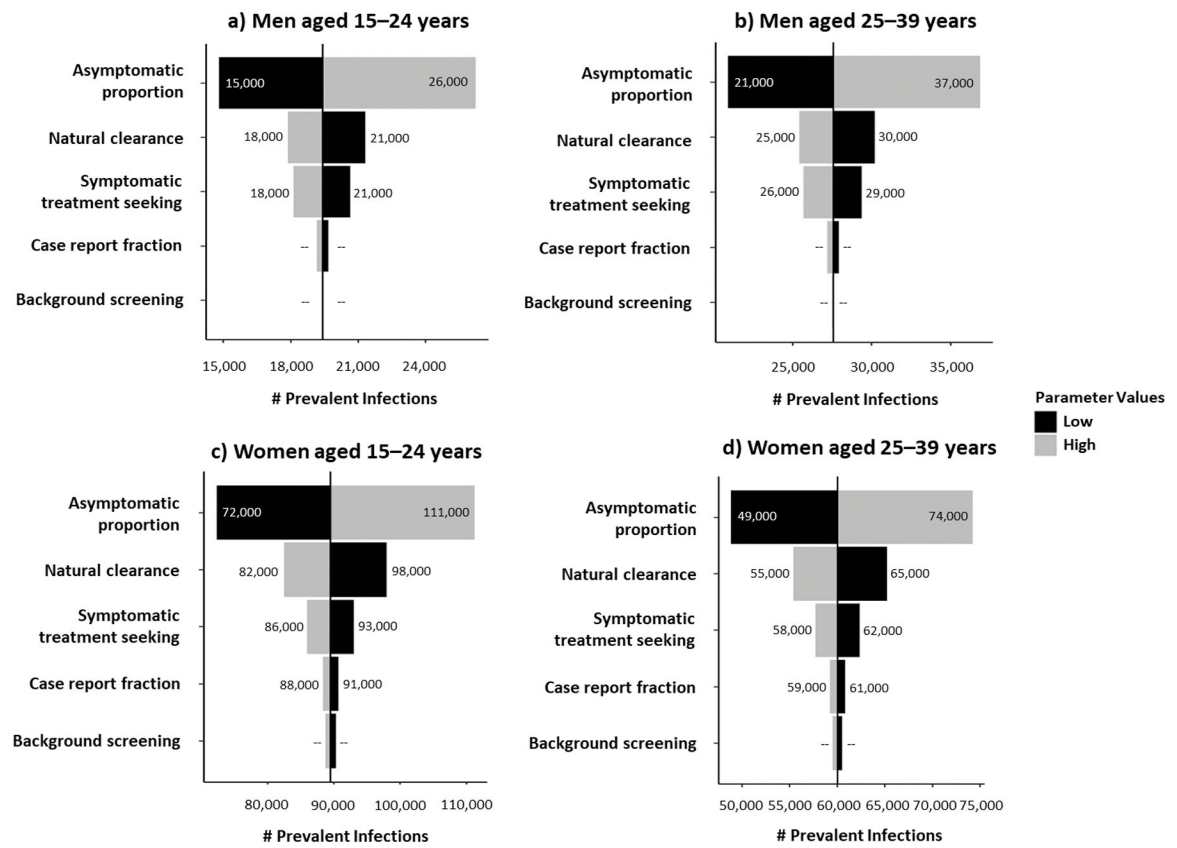 a) Men aged 15–24 years
Asymptomatic
proportion
15,000
26,000
Natural clearance
18,000
21,000
Symptomatic
treatment seeking
18,000
21,000
Case report fraction
--
--
Background screening
--
--
15,000 18,000 21,000 24,000
# Prevalent Infections
b) Men aged 25–39 years
Asymptomatic
proportion
21,000
37,000
Natural clearance
25,000
30,000
Symptomatic
treatment seeking
26,000
29,000
Case report fraction
--
--
Background screening
--
--
25,000 30,000 35,000
# Prevalent Infections
Parameter Values
Low
High
c) Women aged 15–24 years
Asymptomatic
proportion
72,000
111,000
Natural clearance
82,000
98,000
Symptomatic
treatment seeking
86,000
93,000
Case report fraction
88,000
91,000
Background screening
--
--
80,000 90,000 100,000 110,000
# Prevalent Infections
d) Women aged 25–39 years
Asymptomatic
proportion
49,000
74,000
Natural clearance
55,000
65,000
Symptomatic
treatment seeking
58,000
62,000
Case report fraction
59,000
61,000
Background screening
--
--
50,000 55,000 60,000 65,000 70,000 75,000
# Prevalent Infections